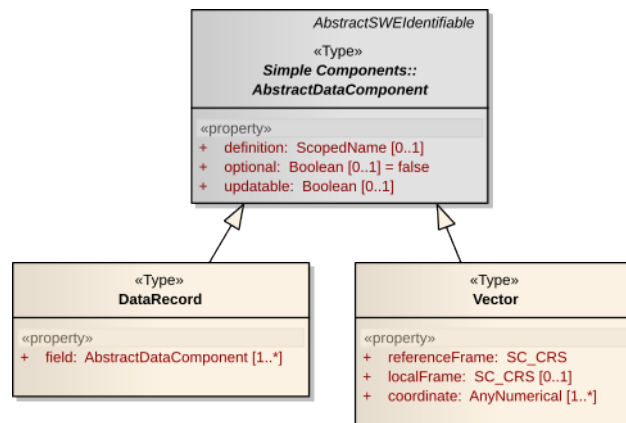 AbstractSWEIdentifiable
«Type»
Simple Components::
AbstractDataComponent
«property»
+ definition: ScopedName [0..1]
+ optional: Boolean [0..1] = false
+ updatable: Boolean [0..1]
«Type»
DataRecord
«property»
+ field: AbstractDataComponent [1..*]
«Type»
Vector
«property»
+ referenceFrame: SC_CRS
+ localFrame: SC_CRS [0..1]
+ coordinate: AnyNumerical [1..*]